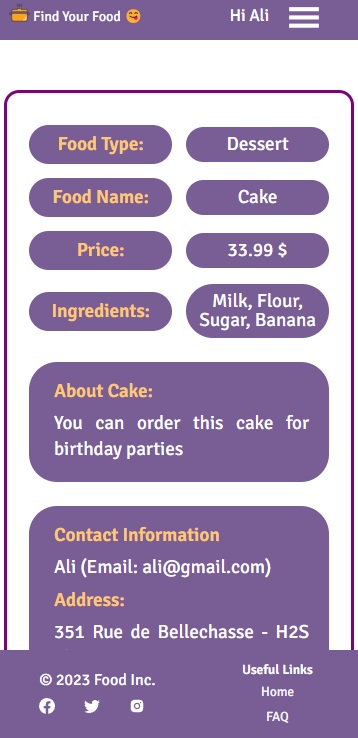 Find Your Food
Hi Ali
Food Type:
Dessert
Food Name:
Cake
Price:
33.99 $
Ingredients:
Milk, Flour,
Sugar, Banana
About Cake:
You can order this cake for
birthday parties
Contact Information
Ali (Email: ali@gmail.com)
Address:
351 Rue de Bellechasse - H2S
© 2023 Food Inc.
Useful Links
Home
FAQ